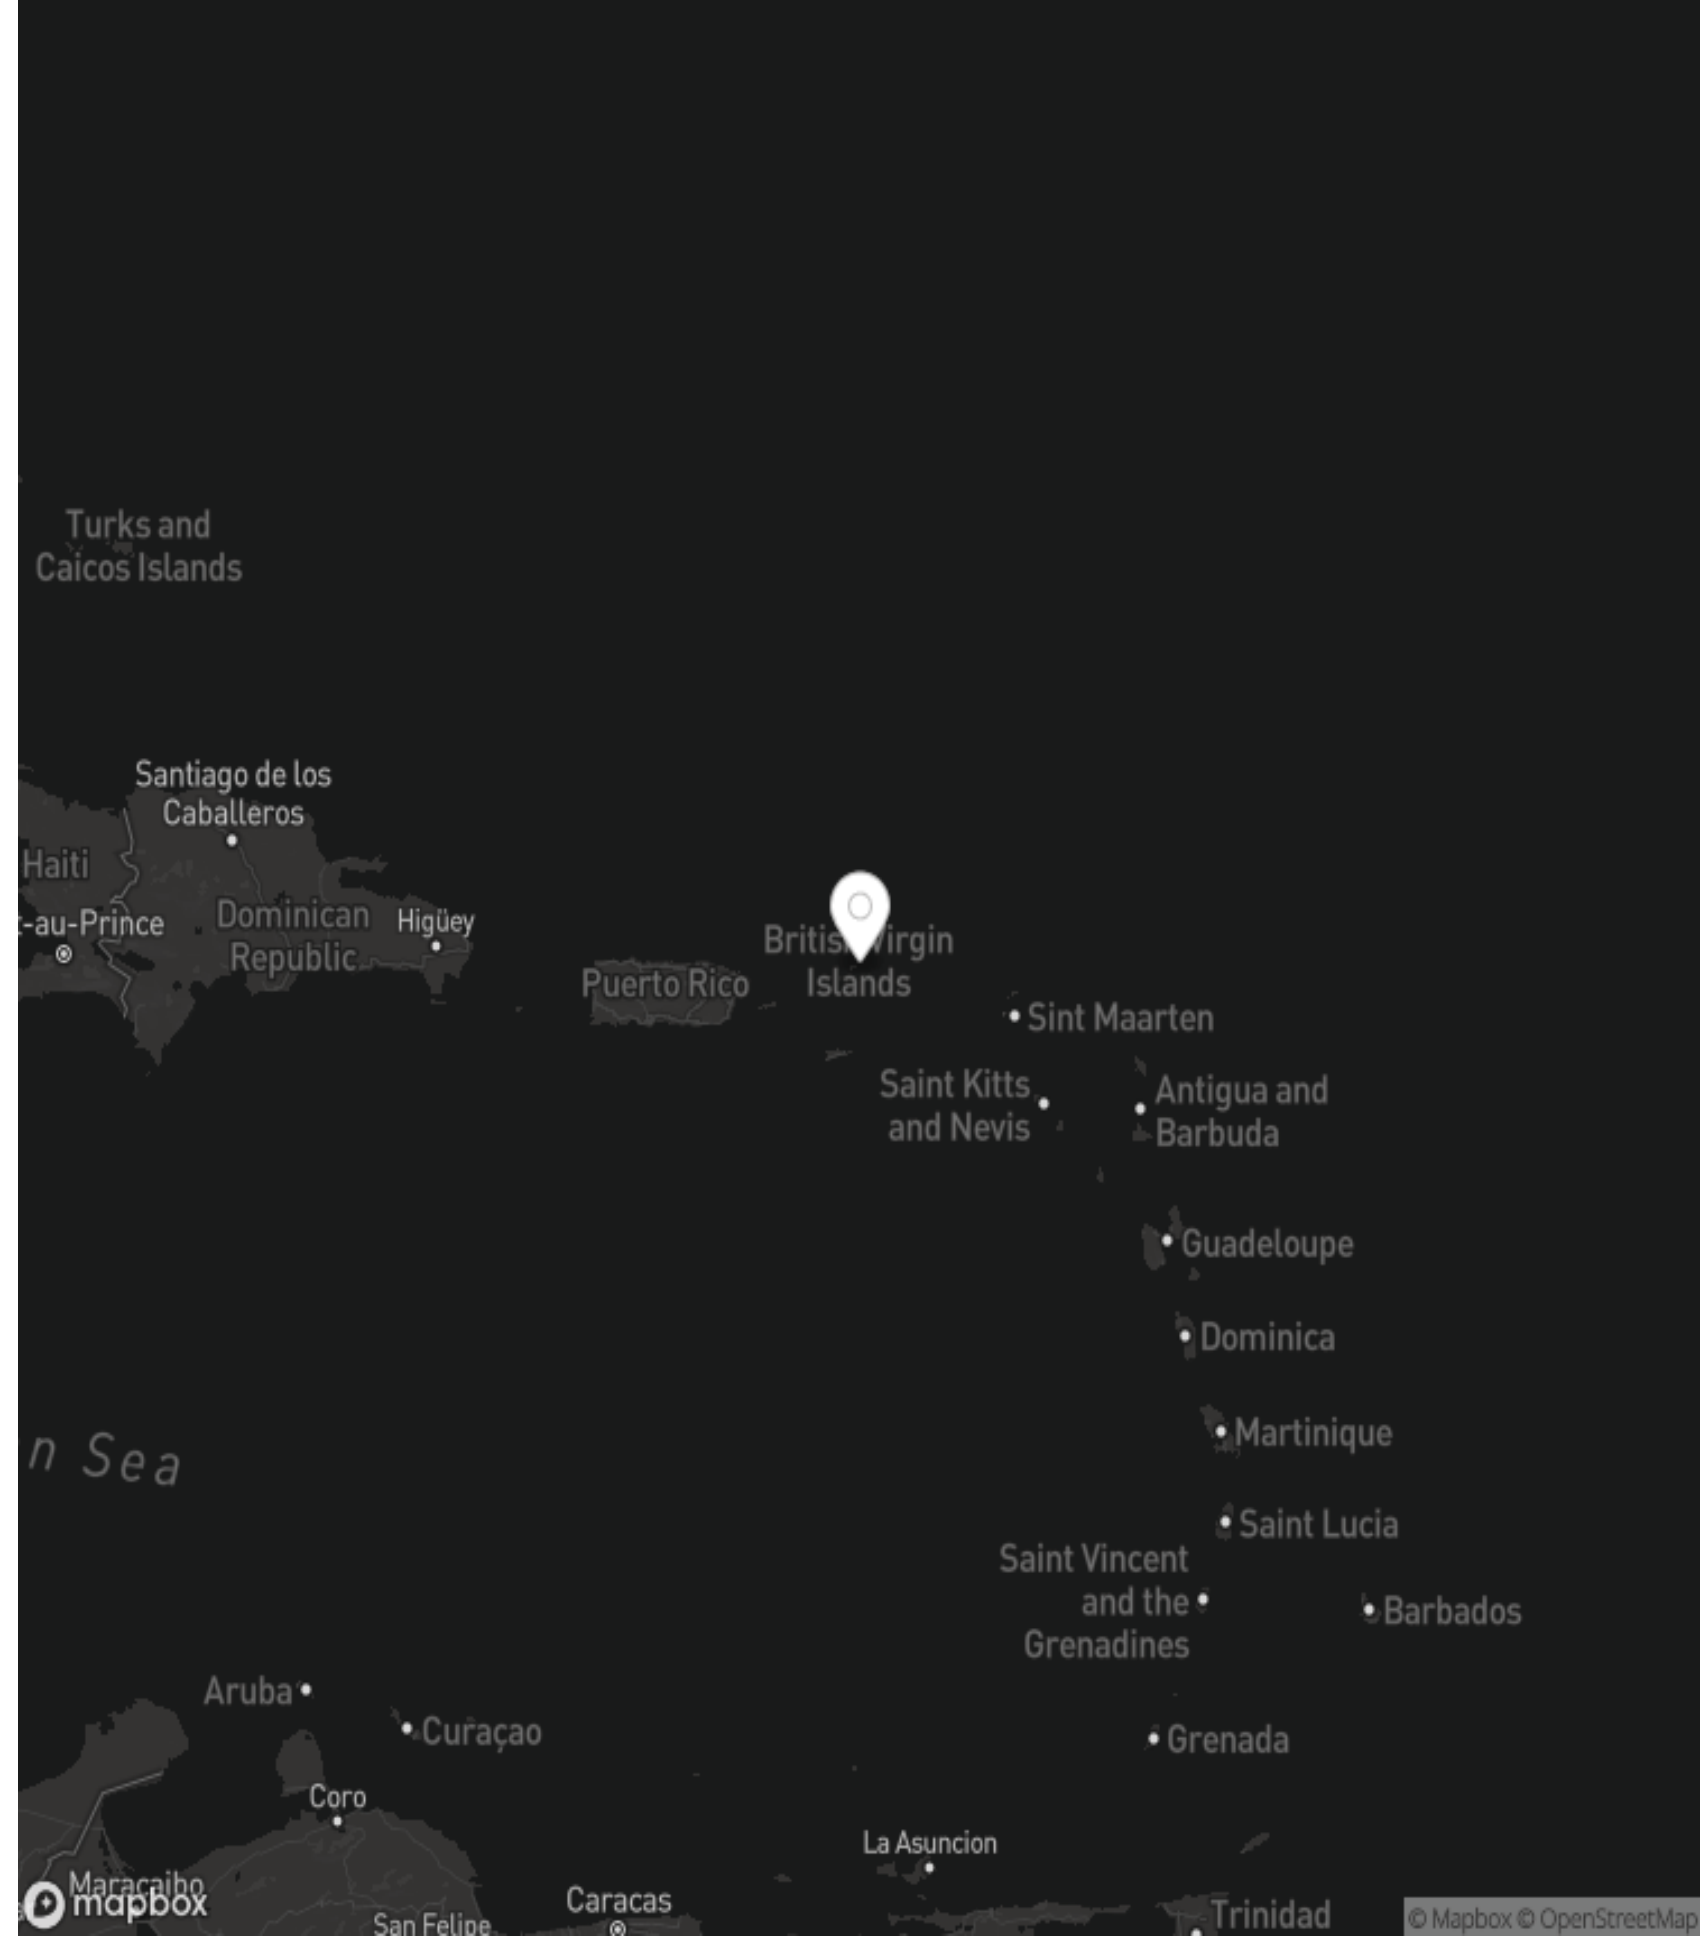 Turks and
Caicos Islands
Santiago de los
Caballeros
Haiti
t-au-Prince
Dominican
Republic
Higüey
Puerto Rico
British Virgin
Islands
Sint Maarten
Saint Kitts
and Nevis
Antigua and
Barbuda
Guadeloupe
Dominica
Martinique
n Sea
Saint Lucia
Saint Vincent
and the
Grenadines
Barbados
Aruba
Curaçao
Grenada
Coro
La Asuncion
Maracaibo
mapbox
Caracas
San Felipe
Trinidad
© Mapbox © OpenStreetMap